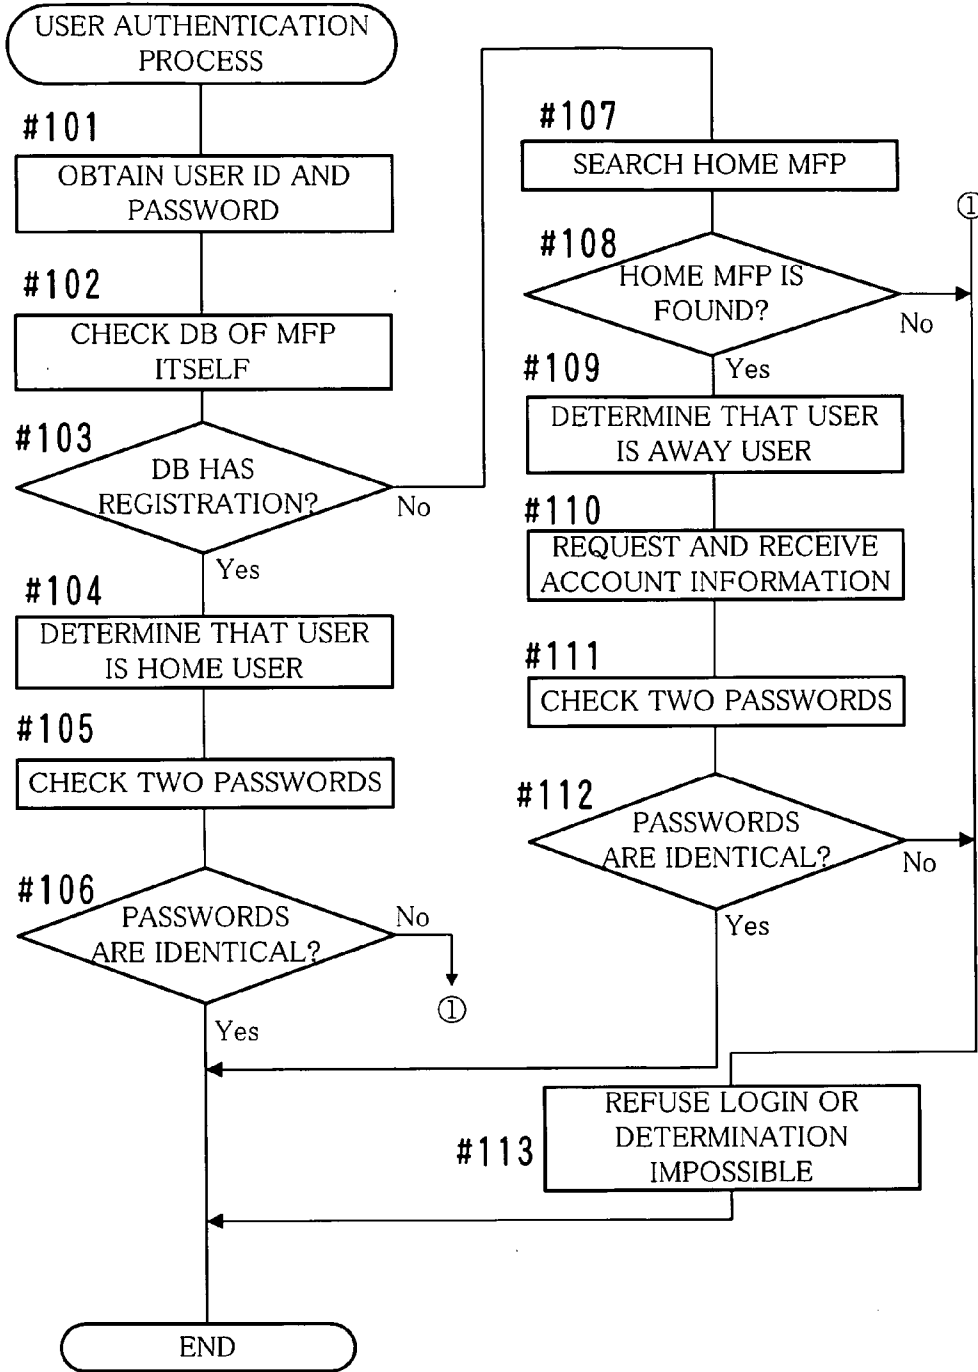 USER AUTHENTICATION
PROCESS
#101
OBTAIN USER ID AND
PASSWORD
#102
CHECK DB OF MFP
ITSELF
#103
DB HAS
REGISTRATION?
No
Yes
#104
DETERMINE THAT USER
IS HOME USER
#105
CHECK TWO PASSWORDS
#106
PASSWORDS
ARE IDENTICAL?
No
①
Yes
#107
SEARCH HOME MFP
①
#108
HOME MFP IS
FOUND?
No
Yes
#109
DETERMINE THAT USER
IS AWAY USER
#110
REQUEST AND RECEIVE
ACCOUNT INFORMATION
#111
CHECK TWO PASSWORDS
#112
PASSWORDS
ARE IDENTICAL?
No
Yes
#113
REFUSE LOGIN OR
DETERMINATION
IMPOSSIBLE
END